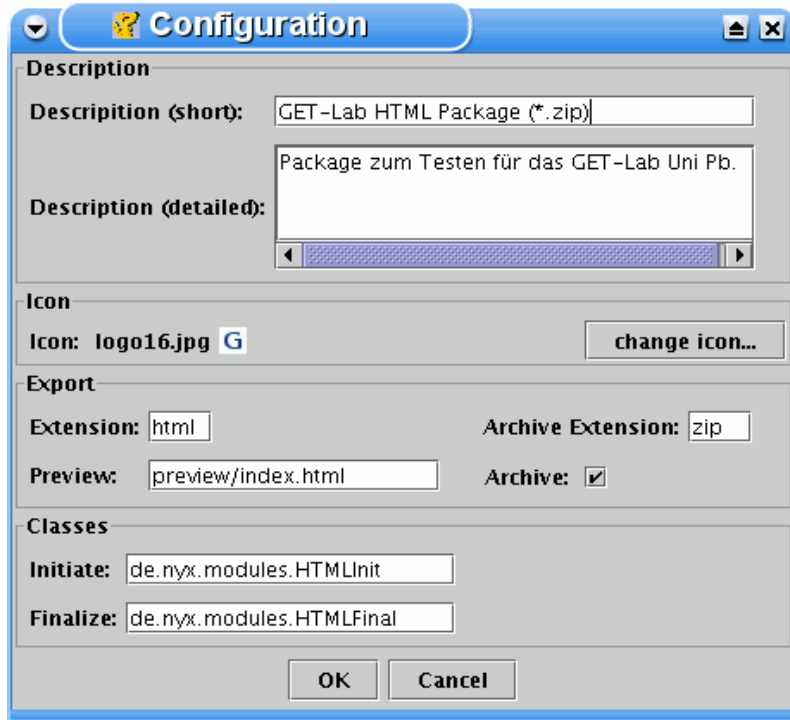 Configuration
Description
Descripition (short): GET-Lab HTML Package (*.zip)
Package zum Testen für das GET-Lab Uni Pb.
Description (detailed):
Icon
Icon: logo16.jpg G change icon...
Export
Extension: html Archive Extension: zip
Preview: preview/index.html Archive:
Classes
Initiate: de.nyx.modules.HTMLInit
Finalize: de.nyx.modules.HTMLFinal
OK Cancel